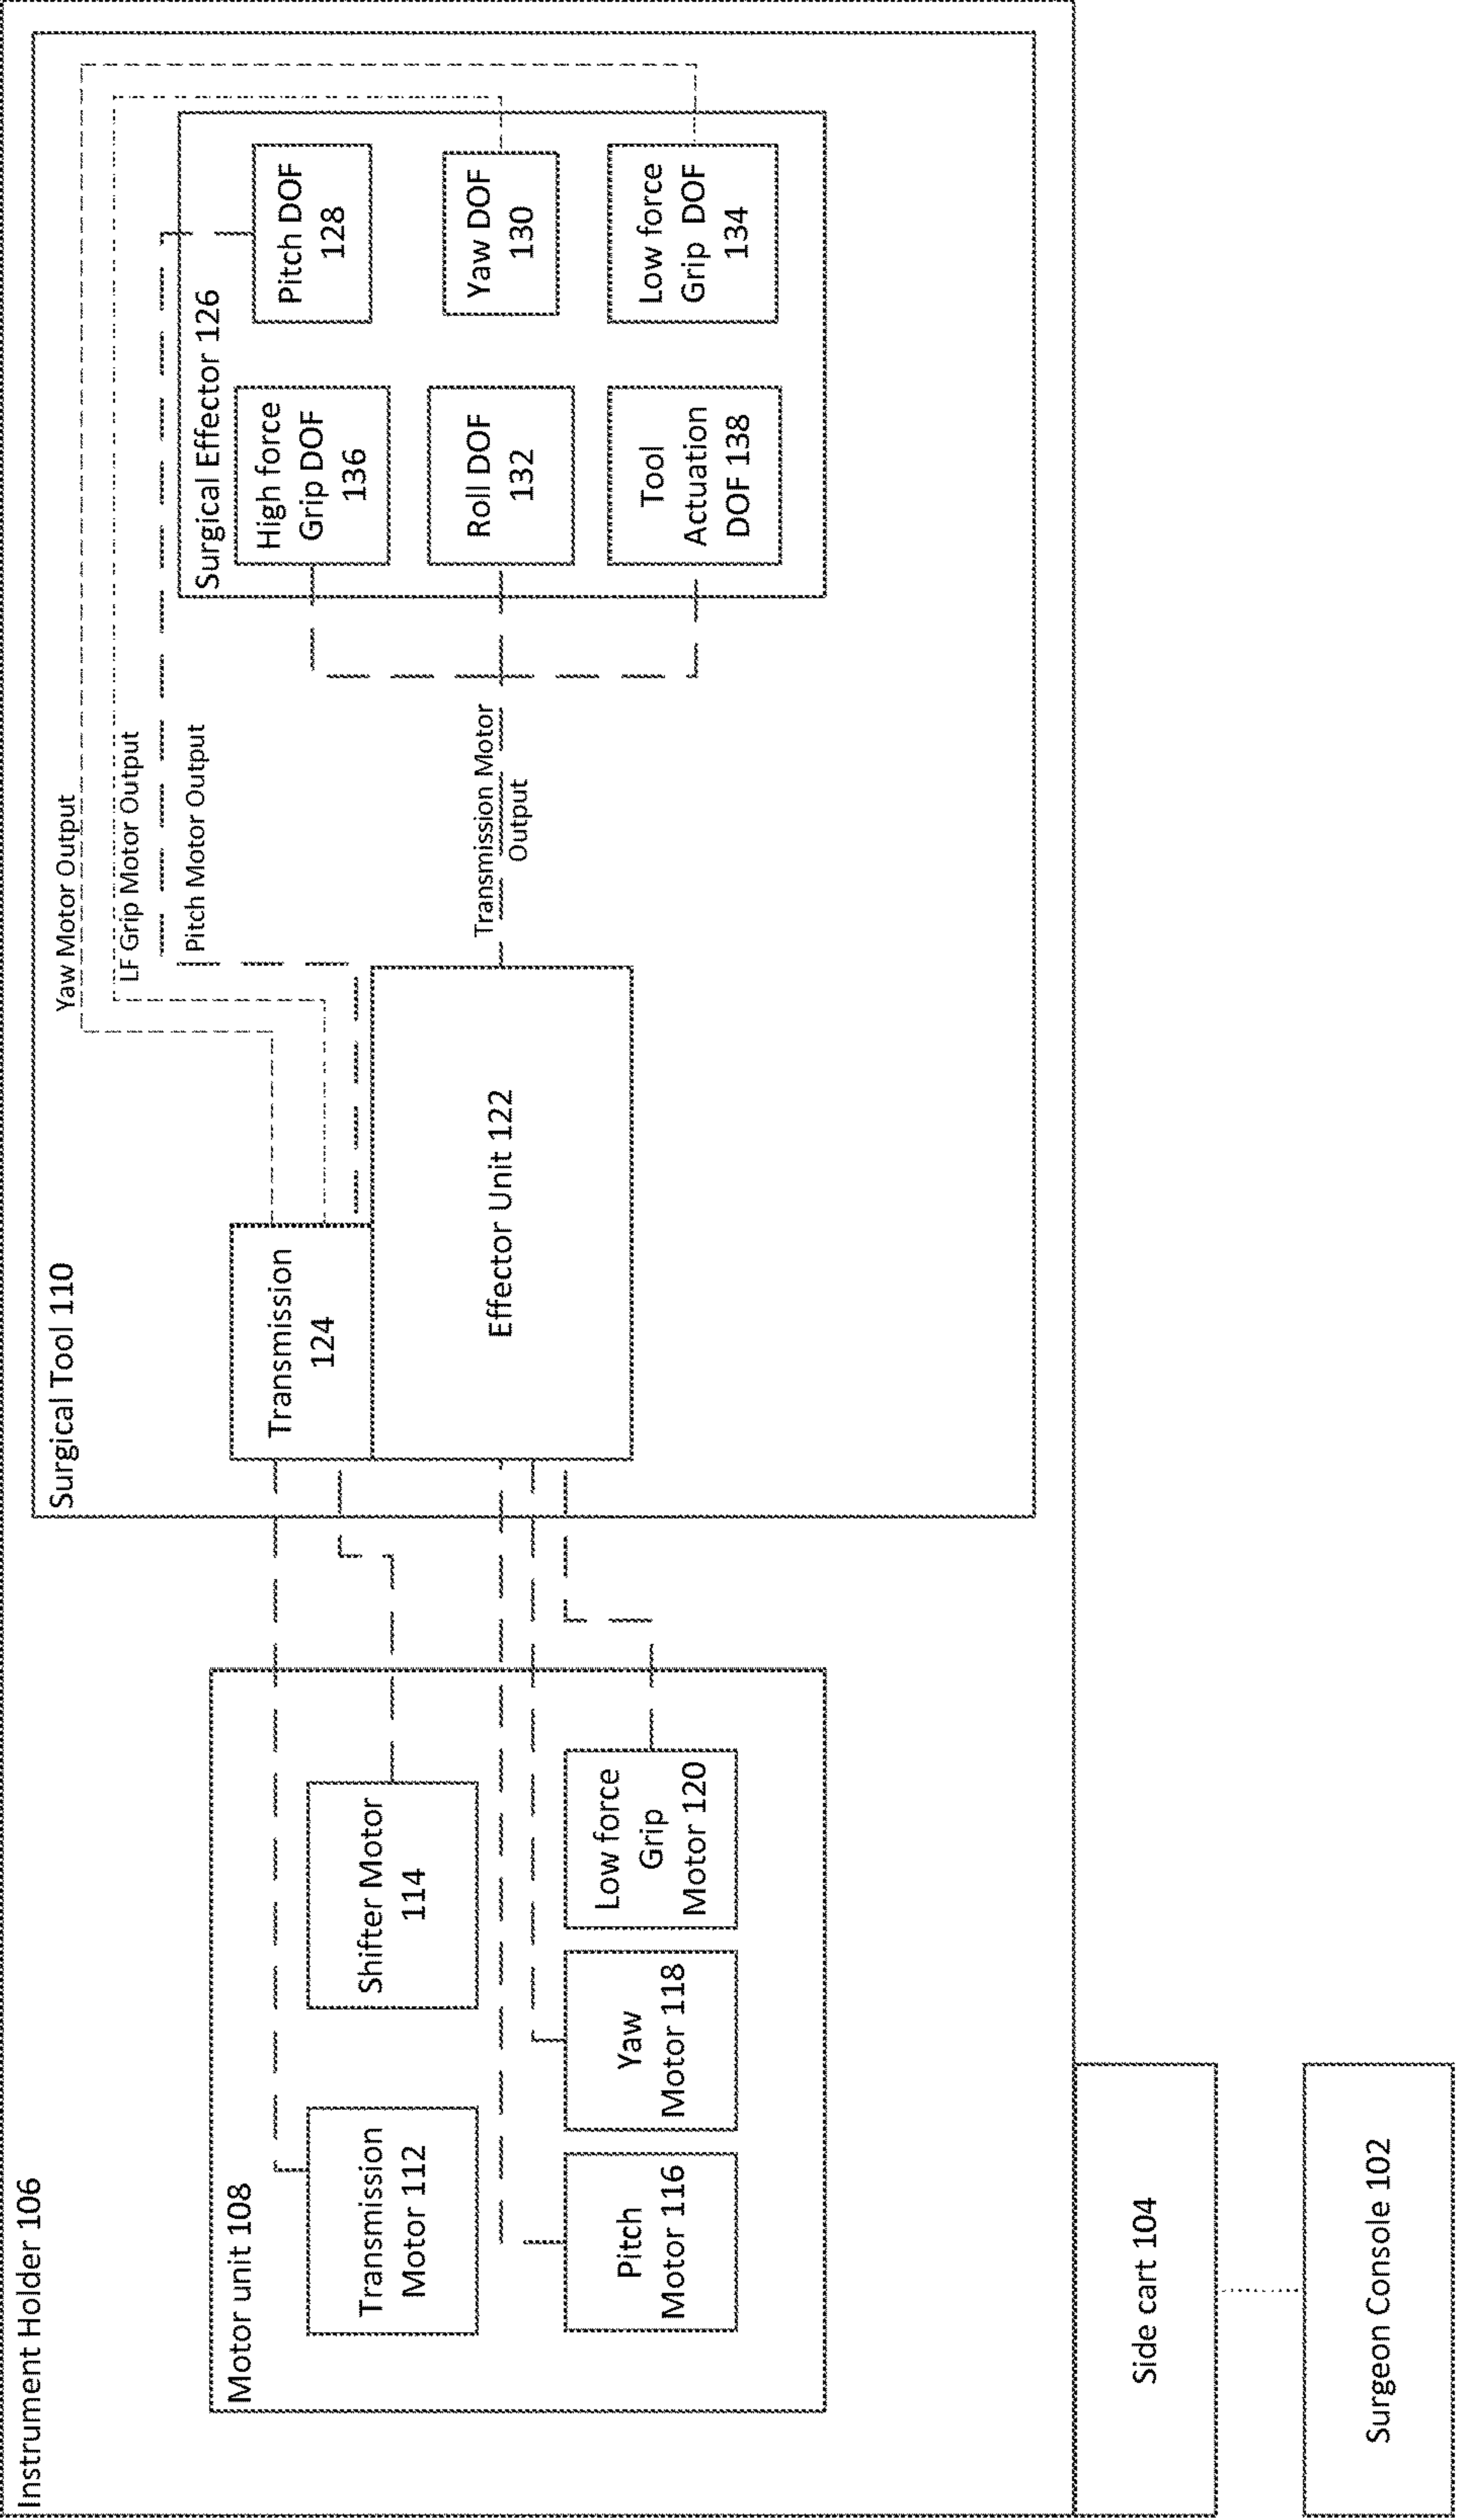 Instrument Holder 106
Motor unit 108
Transmission
Motor 112
Shifter Motor
114
Pitch
Motor 116
Yaw
Motor 118
Low force
Grip
Motor 120
Surgical Tool 110
Transmission
124
Effector Unit 122
Yaw Motor Output
LF Grip Motor Output
Pitch Motor Output
Transmission Motor
Output
Surgical Effector 126
High force
Grip DOF
136
Pitch DOF
128
Roll DOF
132
Yaw DOF
130
Tool
Actuation
DOF 138
Low force
Grip DOF
134
Side cart 104
Surgeon Console 102